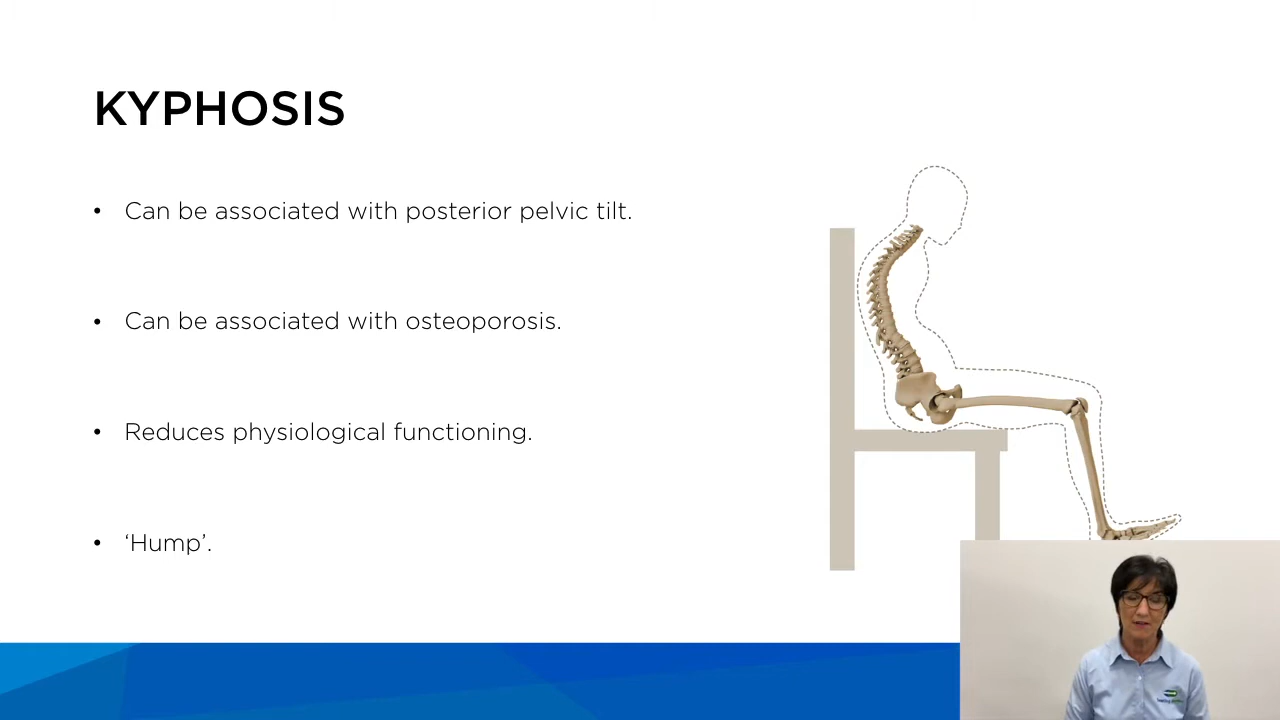 KYPHOSIS
• Can be associated with posterior pelvic tilt.
• Can be associated with osteoporosis.
• Reduces physiological functioning.
• ‘Hump’.